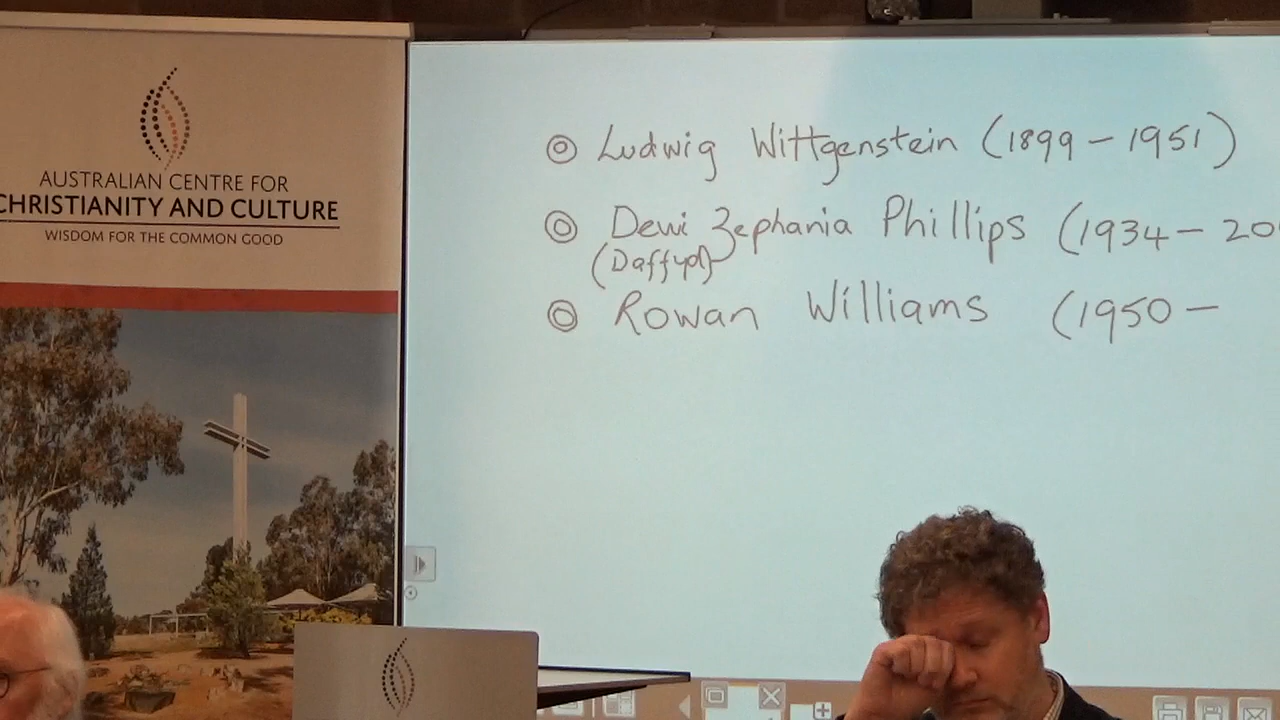 AUSTRALIAN CENTRE FOR
CHRISTIANITY AND CULTURE
WISDOM FOR THE COMMON GOOD
Ludwig Wittgenstein (1899 – 1951)
Dewi Zephania Phillips (1934 – 20
(Daffyd)
Rowan Williams (1950 –